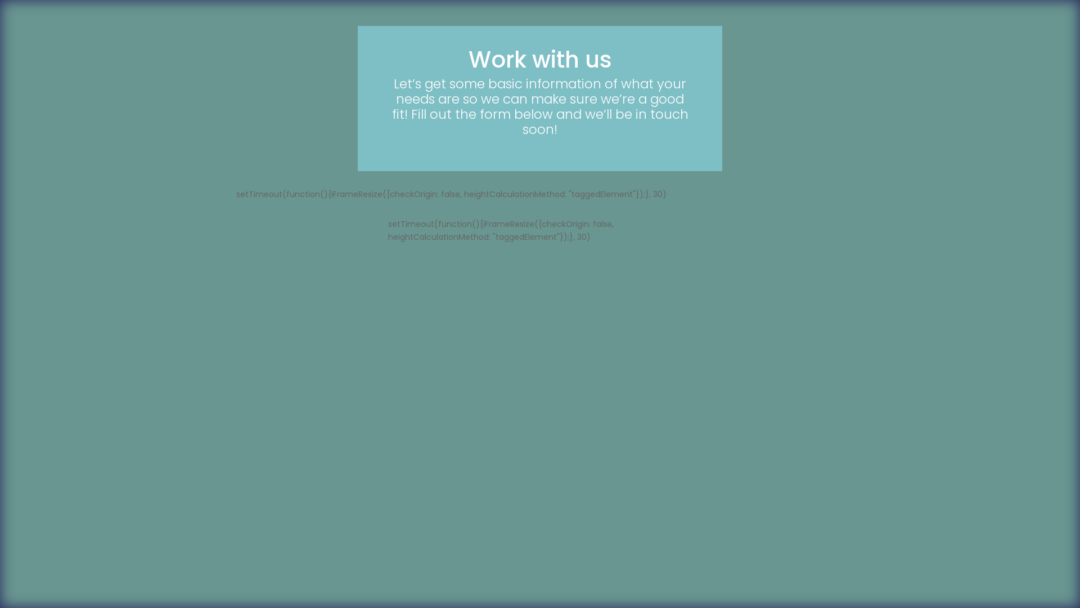 Work with us
Let's get some basic information of what your
needs are so we can make sure we're a good
fit! Fill out the form below and we'll be in touch
soon!
setTimeout(function(){iFrameResize({checkOrigin: false, heightCalculationMethod: "taggedElement"});}, 30)
setTimeout(function(){iFrameResize({checkOrigin: false,
heightCalculationMethod: "taggedElement"});}, 30)